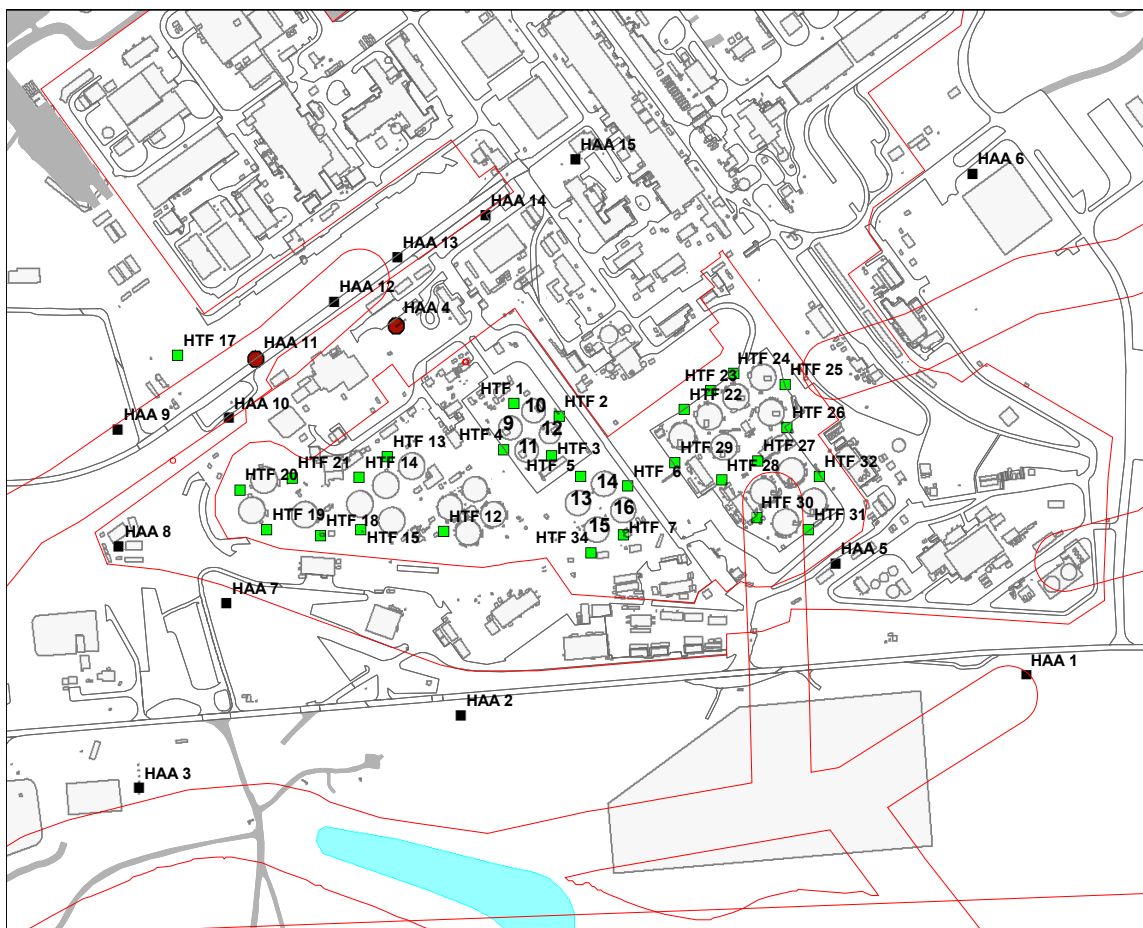 HAA 15
HAA 6
HAA 14
HAA 13
HAA 12
HAA 4
HTF 17
HAA 11
HTF 24
HTF 23
HTF 25
HTF 1
HTF 22
HAA 9
HAA 10
10
HTF 2
HTF 26
9
12
HTF 13
HTF 4
11
HTF 3
HTF 29
HTF 27
HTF 21
HTF 14
HTF 5
HTF 6
HTF 28
HTF 32
HTF 20
14
13
HTF 19
HTF 18
HTF 12
16
HTF 30
HTF 31
HTF 15
15
HTF 7
HAA 8
HTF 34
HAA 5
HAA 7
HAA 1
HAA 2
HAA 3